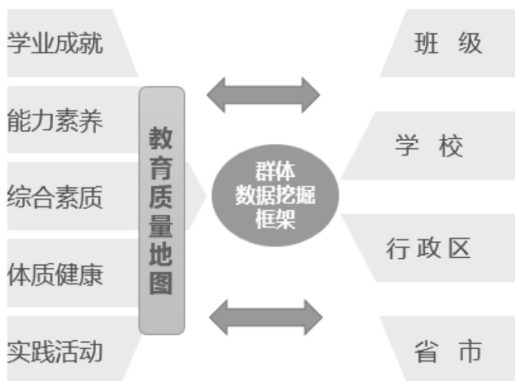 学业成就
能力素养
综合素质
体质健康
实践活动
教育质量地图
群体
数据挖掘
框架
班 级
学 校
行 政 区
省 市